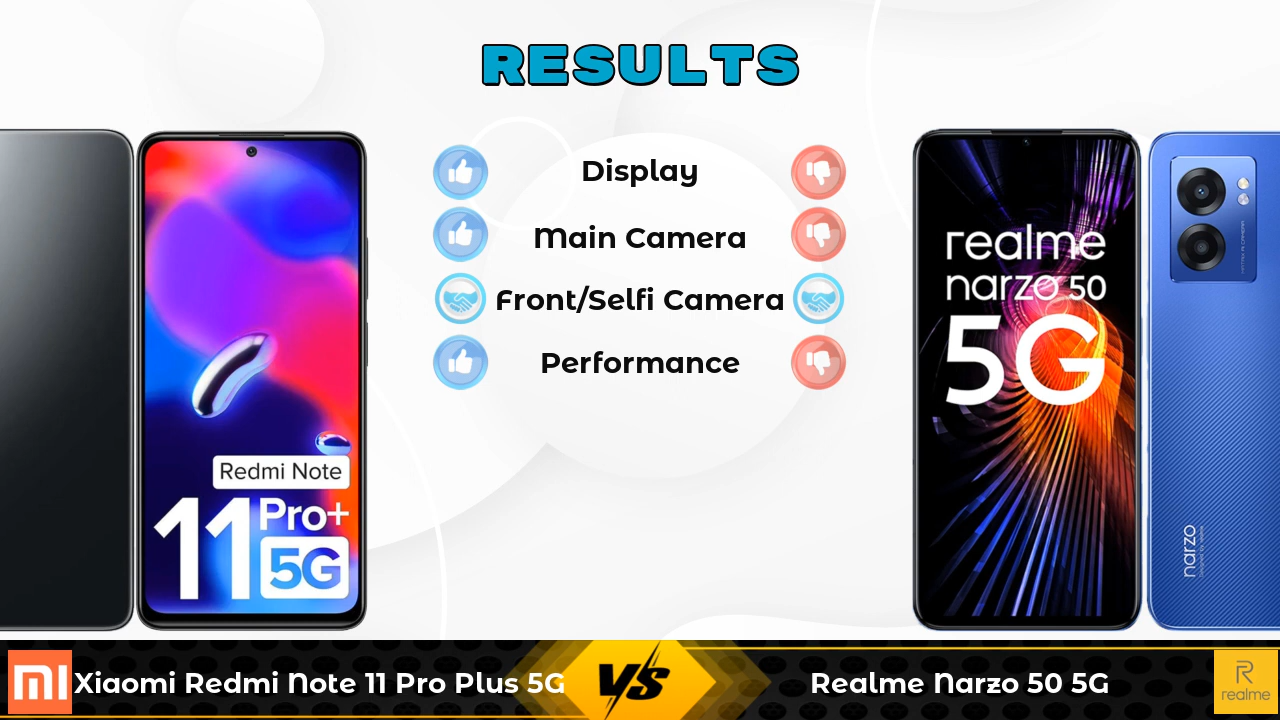 RESULTS
Display
Main Camera
Front/Selfi Camera
Performance
Redmi Note
11 Pro+
5G
realme
narzo 50
5G
narzo
Xiaomi Redmi Note 11 Pro Plus 5G
VS
Realme Narzo 50 5G
R
realme